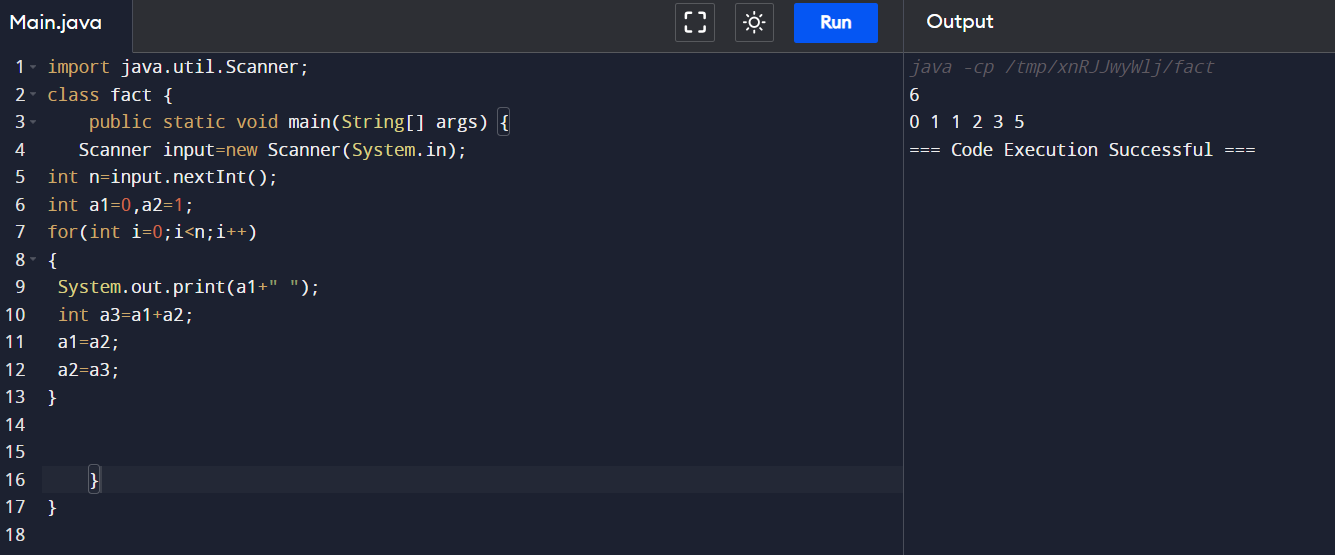 Main.java
Run
Output
1 import java.util.Scanner;
2 class fact {
3     public static void main(String[] args) {
4    Scanner input=new Scanner(System.in);
5 int n=input.nextInt();
6 int a1=0,a2=1;
7 for(int i=0;i<n;i++)
8 {
9  System.out.print(a1+" ");
10  int a3=a1+a2;
11  a1=a2;
12  a2=a3;
13 }
14
15
16     }
17 }
18
java -cp /tmp/xnRJJwyWlj/fact
6
0 1 1 2 3 5
=== Code Execution Successful ===